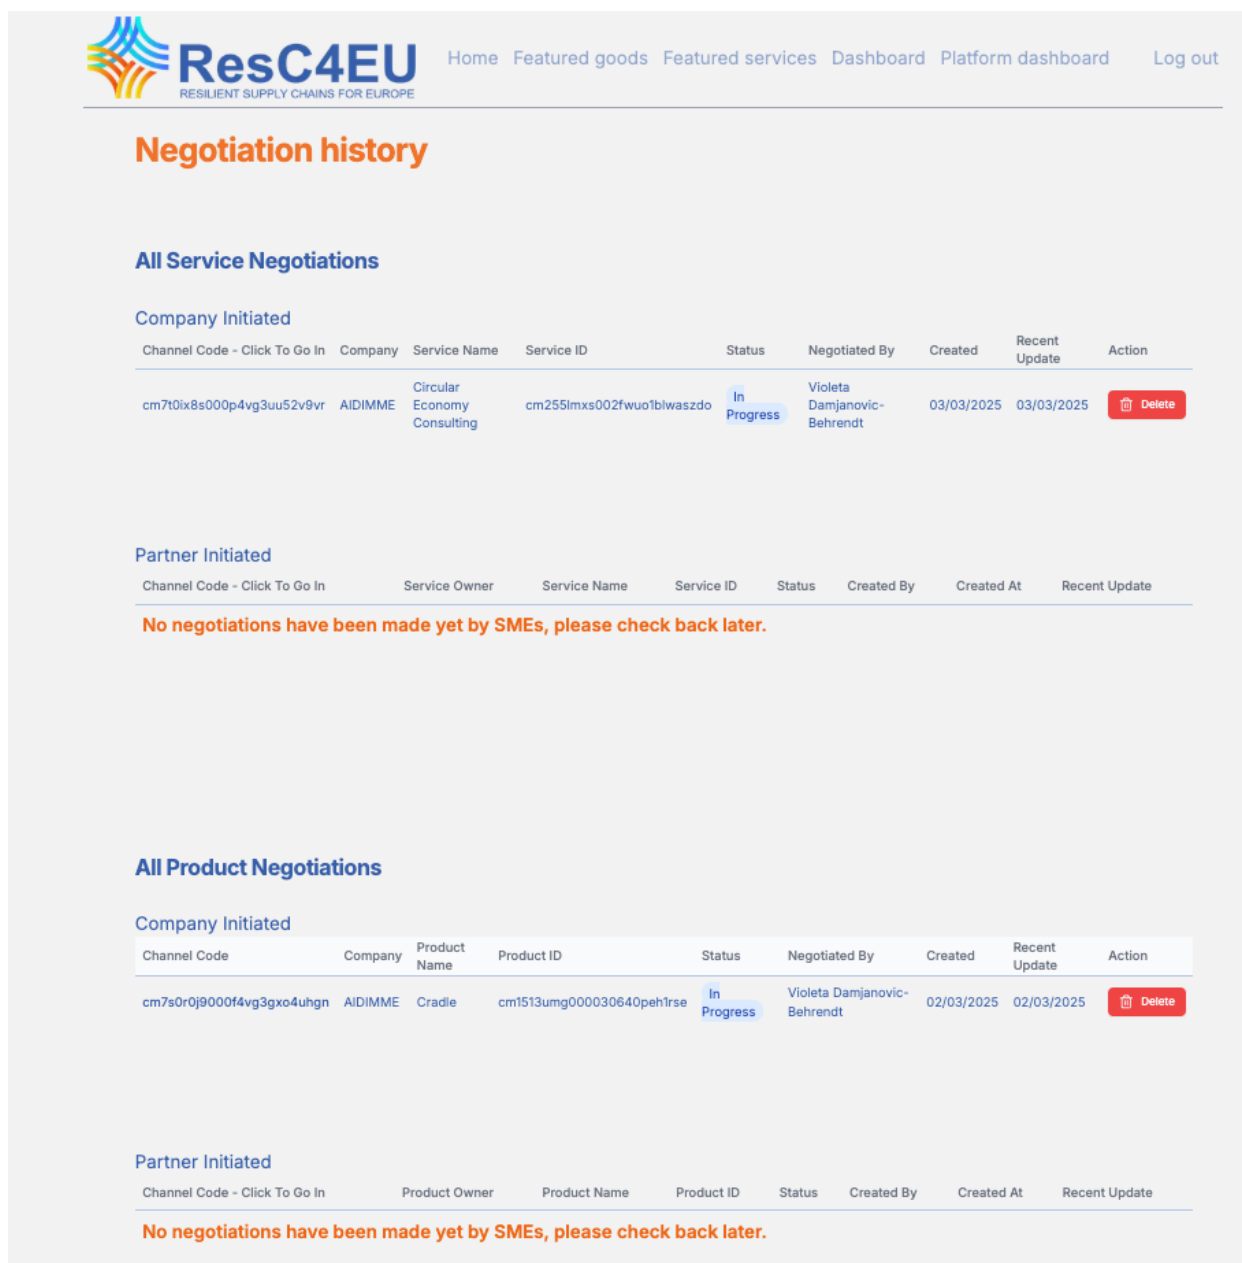 ResC4EU
RESILIENT SUPPLY CHAINS FOR EUROPE
Home Featured goods Featured services Dashboard Platform dashboard Log out
Negotiation history
All Service Negotiations
Company Initiated
Channel Code - Click To Go In Company Service Name Service ID Status Negotiated By Created Recent Update Action
cm7t0ix8s000p4vg3uu52v9vr AIDIMME Circular Economy Consulting cm255lmxs002fwuo1blwaszdo In Progress Violeta Damjanovic-Behrendt 03/03/2025 03/03/2025 Delete
Partner Initiated
Channel Code - Click To Go In Service Owner Service Name Service ID Status Created By Created At Recent Update
No negotiations have been made yet by SMEs, please check back later.
All Product Negotiations
Company Initiated
Channel Code Company Product Name Product ID Status Negotiated By Created Recent Update Action
cm7s0r0j9000f4vg3gxo4uhgn AIDIMME Cradle cm1513umg000030640peh1rse In Progress Violeta Damjanovic-Behrendt 02/03/2025 02/03/2025 Delete
Partner Initiated
Channel Code - Click To Go In Product Owner Product Name Product ID Status Created By Created At Recent Update
No negotiations have been made yet by SMEs, please check back later.